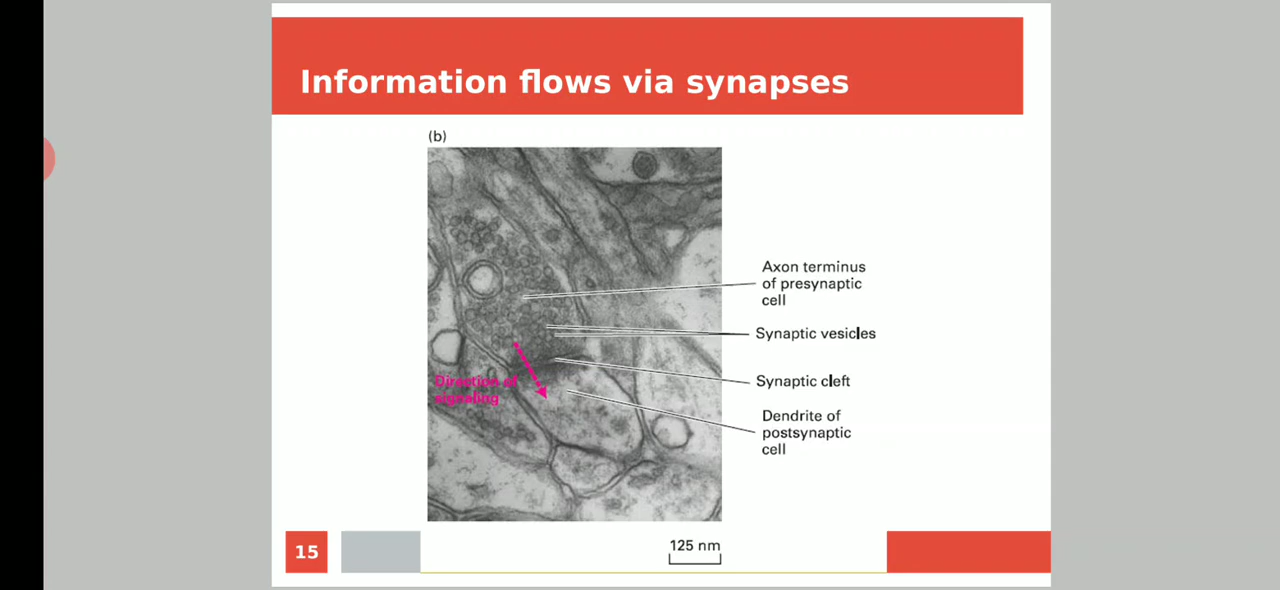 Information flows via synapses
(b)
Axon terminus
of presynaptic
cell
Synaptic vesicles
Synaptic cleft
Direction of
signaling
Dendrite of
postsynaptic
cell
15
125 nm